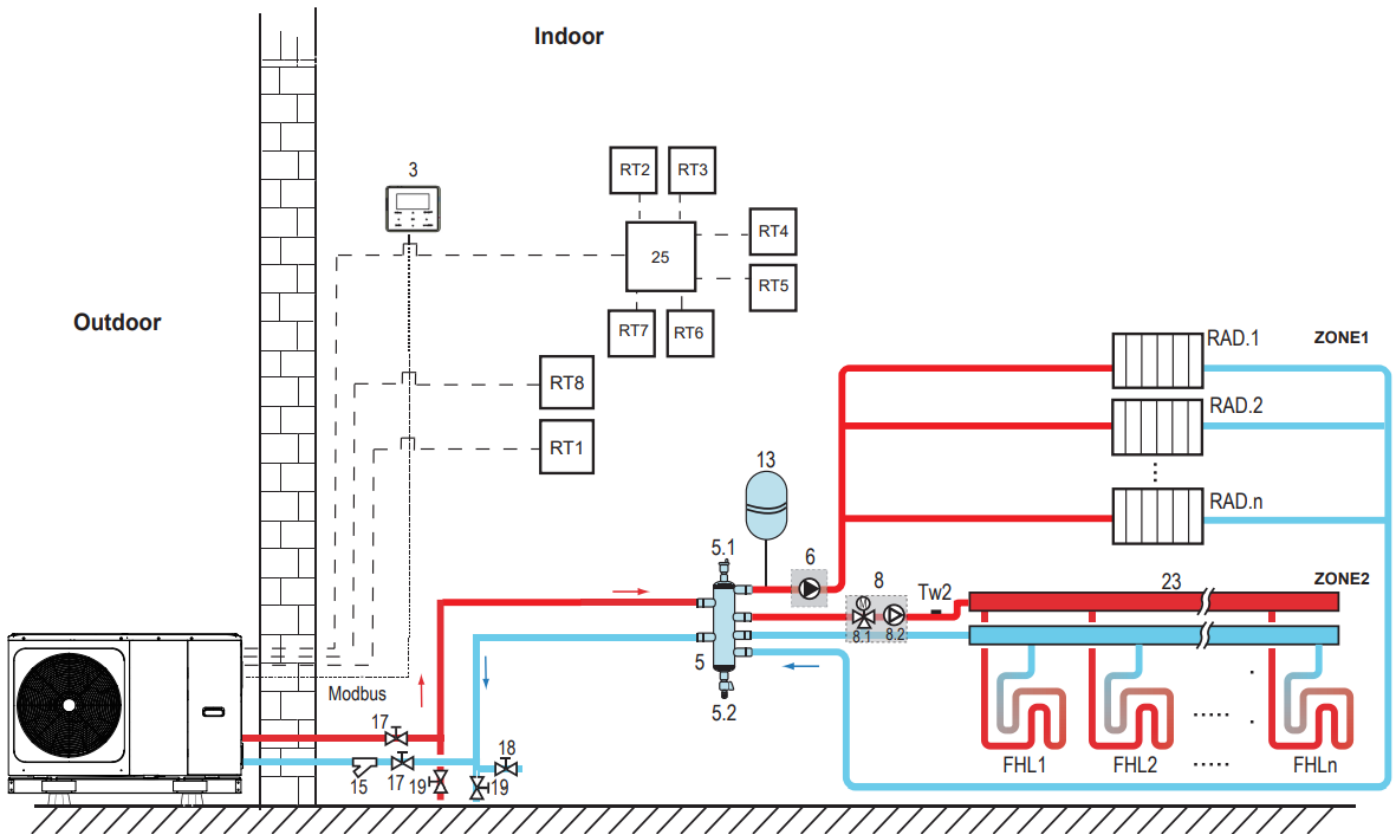 Indoor
Outdoor
3
RT2
RT3
25
RT4
RT5
RT7
RT6
RT8
RT1
Modbus
17
15
17
19
18
19
13
5.1
5
5.2
6
8
M
8.1
8.2
Tw2
RAD.1
ZONE1
RAD.2
⋮
RAD.n
23
ZONE2
FHL1
FHL2
.....
.....
FHLn